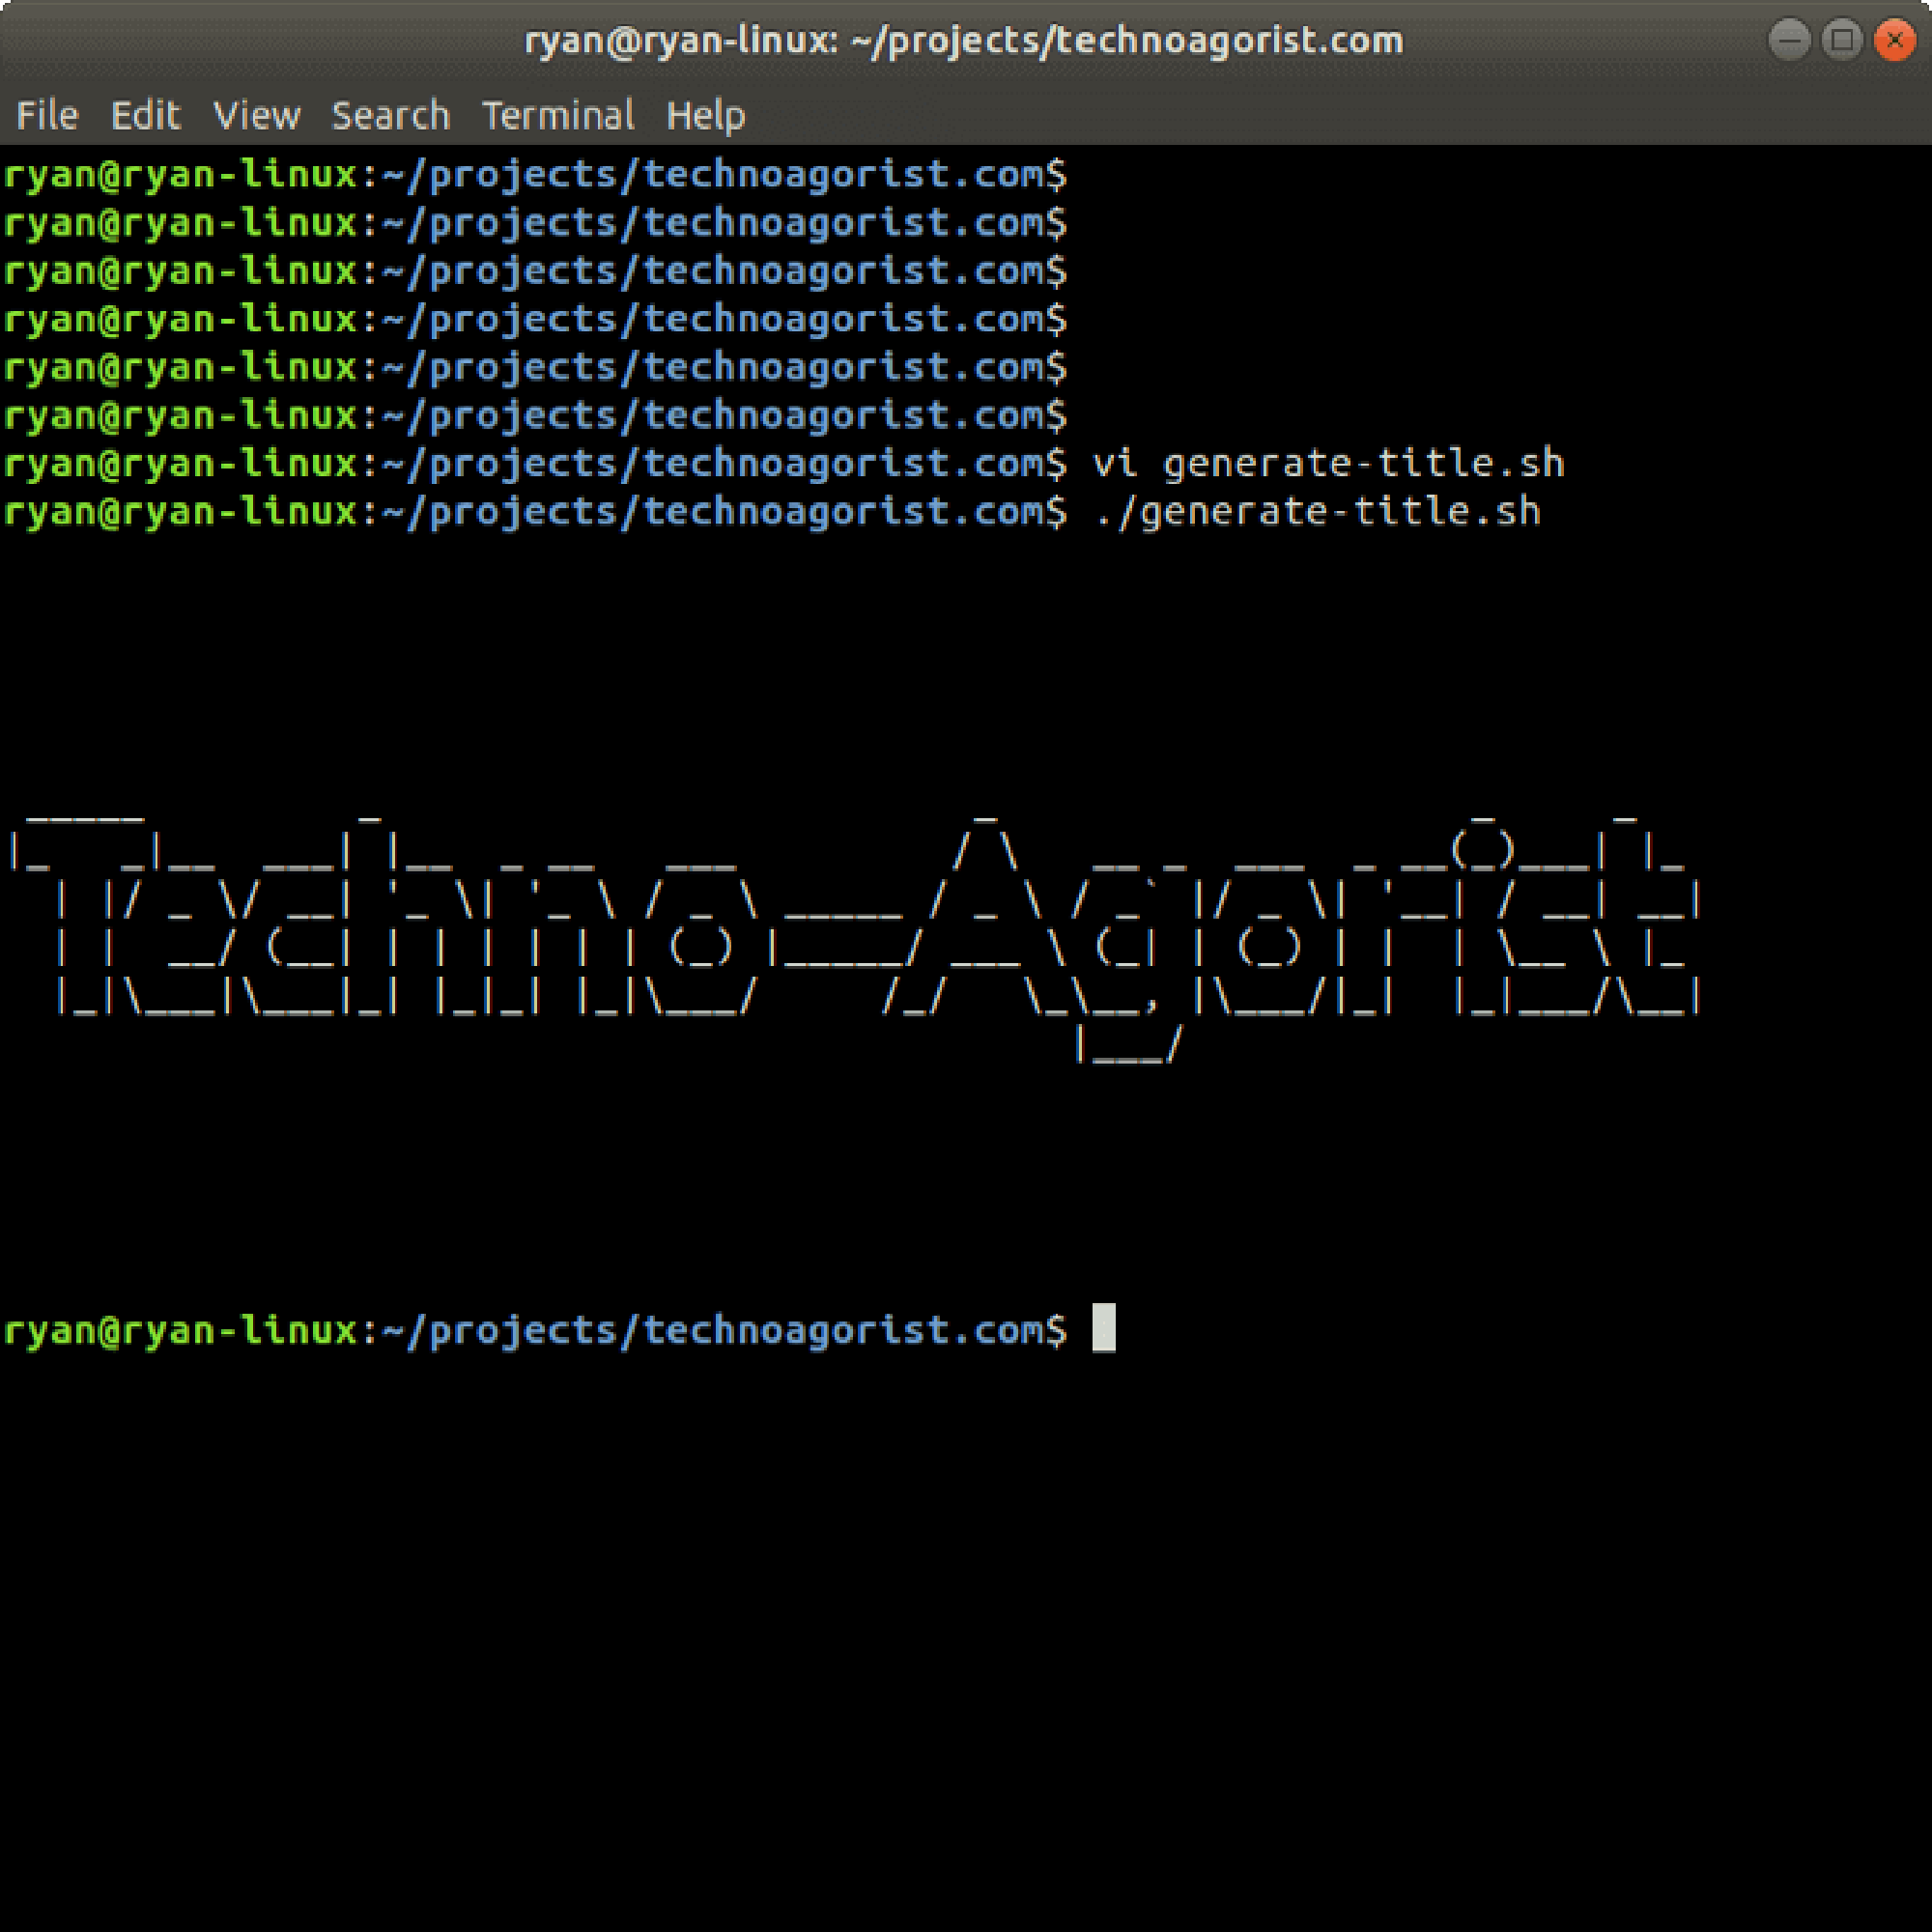 ryan@ryan-linux: ~/projects/technoagorist.com
File Edit View Search Terminal Help
ryan@ryan-linux:~/projects/technoagorist.com$
ryan@ryan-linux:~/projects/technoagorist.com$
ryan@ryan-linux:~/projects/technoagorist.com$
ryan@ryan-linux:~/projects/technoagorist.com$
ryan@ryan-linux:~/projects/technoagorist.com$
ryan@ryan-linux:~/projects/technoagorist.com$
ryan@ryan-linux:~/projects/technoagorist.com$ vi generate-title.sh
ryan@ryan-linux:~/projects/technoagorist.com$ ./generate-title.sh
Techno-Agorist
ryan@ryan-linux:~/projects/technoagorist.com$